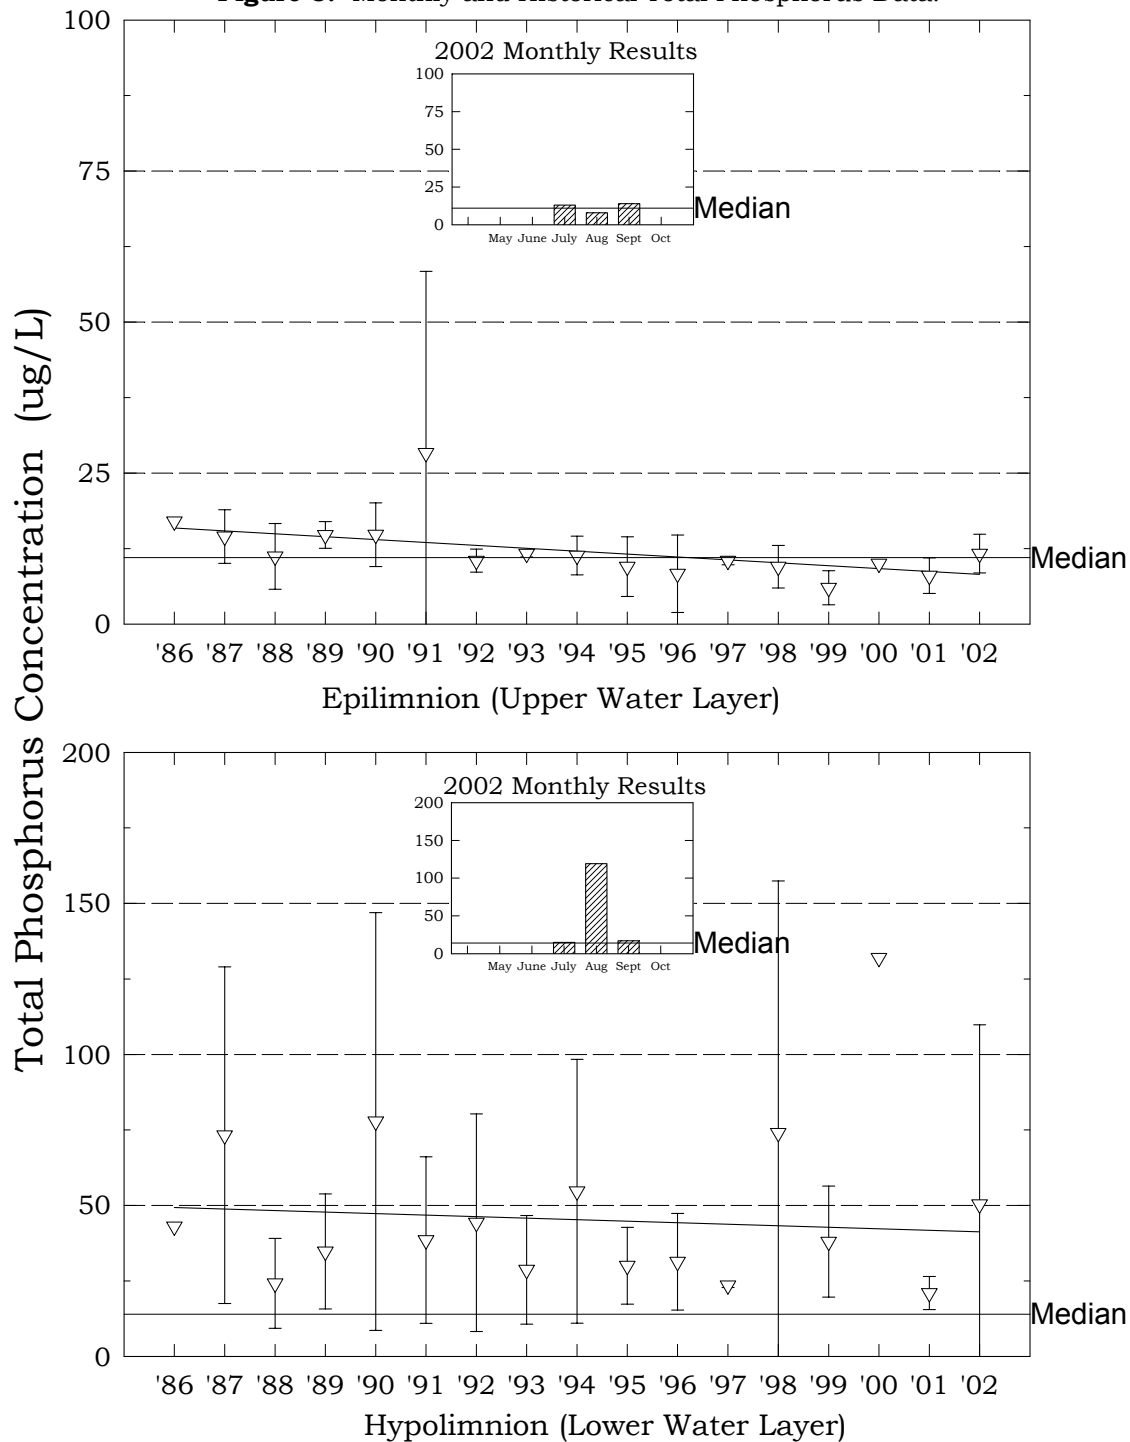 Figure 8. Monthly and Historical Total Phosphorus Data.
Total Phosphorus Concentration (ug/L)
100
75
50
25
0
2002 Monthly Results
100
75
50
25
0
May June July Aug Sept Oct
Median
Median
'86 '87 '88 '89 '90 '91 '92 '93 '94 '95 '96 '97 '98 '99 '00 '01 '02
Epilimnion (Upper Water Layer)
200
150
100
50
0
2002 Monthly Results
200
150
100
50
0
May June July Aug Sept Oct
Median
Median
'86 '87 '88 '89 '90 '91 '92 '93 '94 '95 '96 '97 '98 '99 '00 '01 '02
Hypolimnion (Lower Water Layer)